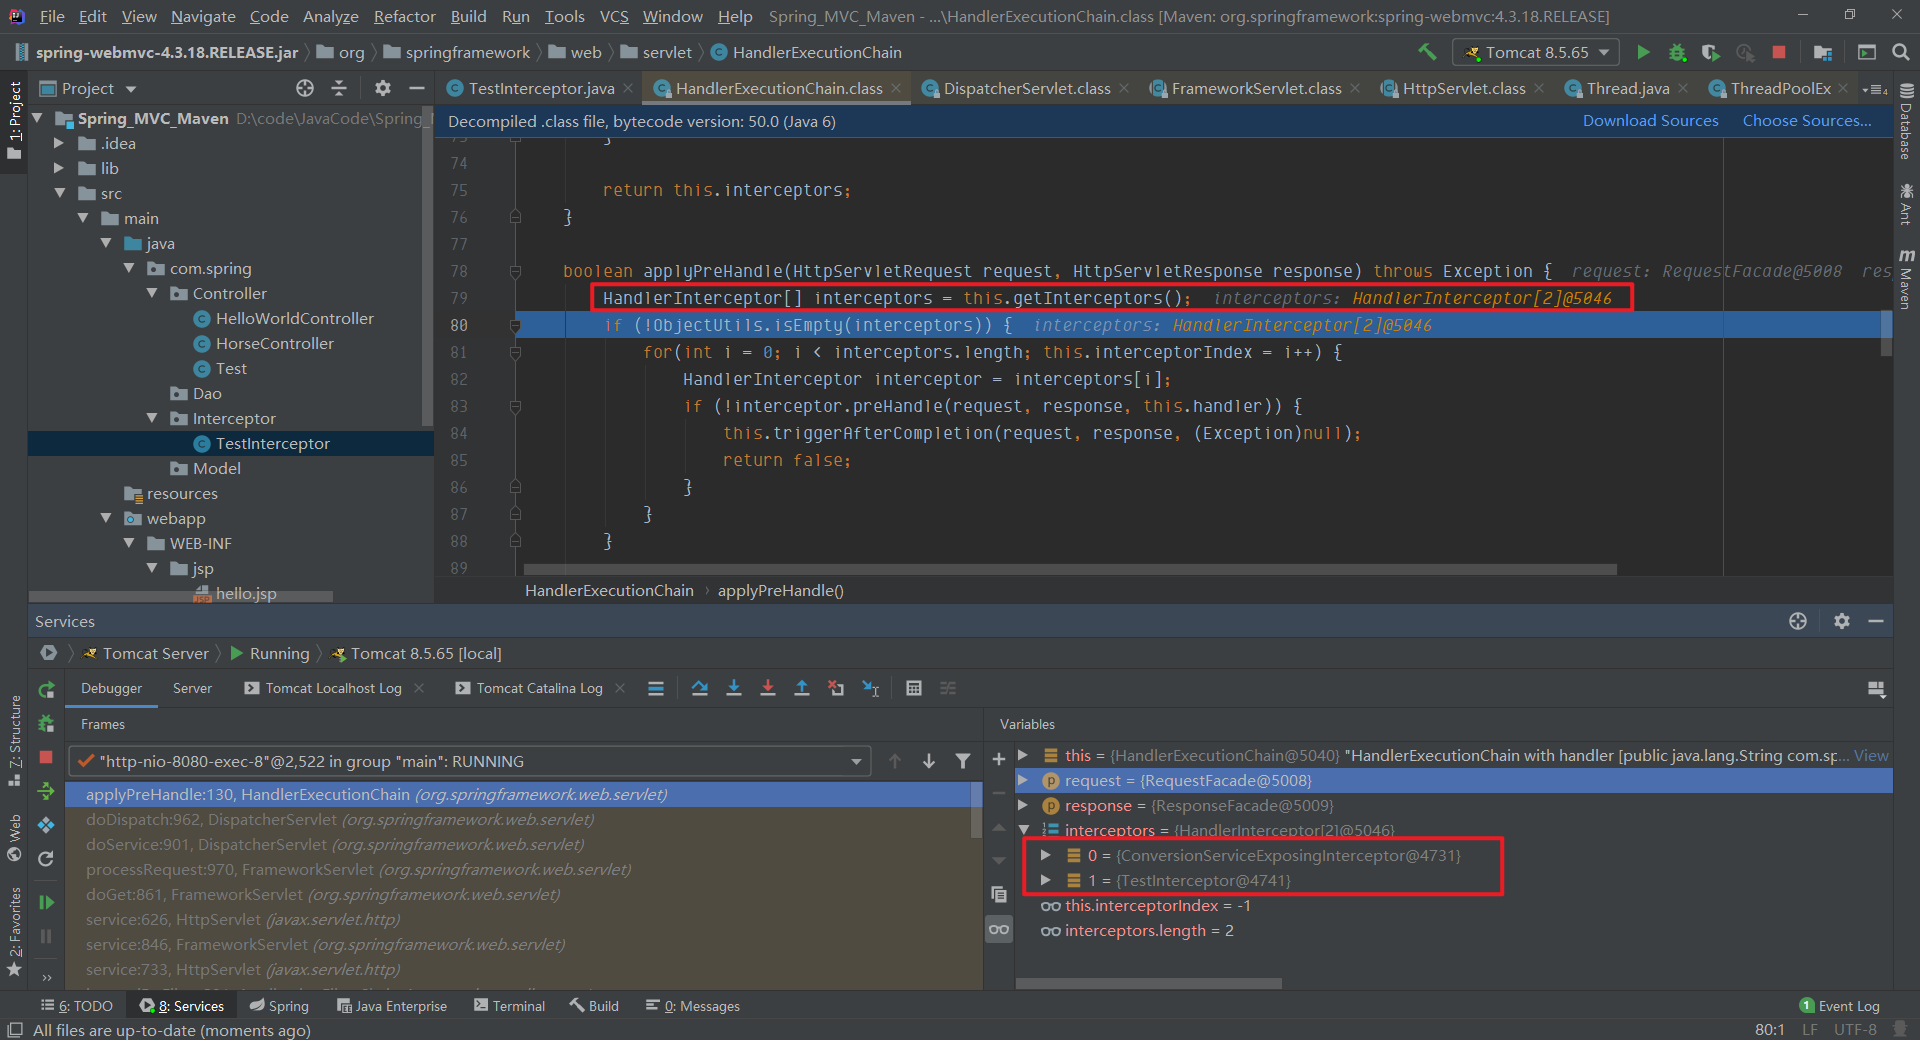 File Edit View Navigate Code Analyze Refactor Build Run Tools VCS Window Help Spring_MVC_Maven - ...\HandlerExecutionChain.class [Maven: org.springframework:spring-webmvc:4.3.18.RELEASE]
spring-webmvc-4.3.18.RELEASE.jar org springframework web servlet HandlerExecutionChain
Tomcat 8.5.65
1: Project
Project
TestInterceptor.java HandlerExecutionChain.class DispatcherServlet.class FrameworkServlet.class HttpServlet.class Thread.java ThreadPoolEx
4
Decompiled .class file, bytecode version: 50.0 (Java 6) Download Sources Choose Sources...
Spring_MVC_Maven D:\code\JavaCode\Spring_
.idea
lib
src
main
java
com.spring
Controller
HelloWorldController
HorseController
Test
Dao
Interceptor
TestInterceptor
Model
resources
webapp
WEB-INF
jsp
hello.jsp
73 }
74
75 return this.interceptors;
76 }
77
78 boolean applyPreHandle(HttpServletRequest request, HttpServletResponse response) throws Exception { request: RequestFacade@5008 res
79 HandlerInterceptor[] interceptors = this.getInterceptors(); interceptors: HandlerInterceptor[2]@5046
80 if (!ObjectUtils.isEmpty(interceptors)) { interceptors: HandlerInterceptor[2]@5046
81 for(int i = 0; i < interceptors.length; this.interceptorIndex = i++) {
82 HandlerInterceptor interceptor = interceptors[i];
83 if (!interceptor.preHandle(request, response, this.handler)) {
84 this.triggerAfterCompletion(request, response, (Exception)null);
85 return false;
86 }
87 }
88 }
89
HandlerExecutionChain › applyPreHandle()
Database
Ant
Maven
Services
Tomcat Server Running Tomcat 8.5.65 [local]
Debugger Server Tomcat Localhost Log Tomcat Catalina Log
Frames
"http-nio-8080-exec-8"@2,522 in group "main": RUNNING
applyPreHandle:130, HandlerExecutionChain (org.springframework.web.servlet)
doDispatch:962, DispatcherServlet (org.springframework.web.servlet)
doService:901, DispatcherServlet (org.springframework.web.servlet)
processRequest:970, FrameworkServlet (org.springframework.web.servlet)
doGet:861, FrameworkServlet (org.springframework.web.servlet)
service:626, HttpServlet (javax.servlet.http)
service:846, FrameworkServlet (org.springframework.web.servlet)
service:733, HttpServlet (javax.servlet.http)
Variables
this = {HandlerExecutionChain@5040} "HandlerExecutionChain with handler [public java.lang.String com.sp... View
request = {RequestFacade@5008}
response = {ResponseFacade@5009}
interceptors = {HandlerInterceptor[2]@5046}
0 = {ConversionServiceExposingInterceptor@4731}
1 = {TestInterceptor@4741}
this.interceptorIndex = -1
interceptors.length = 2
Z: Structure
Web
2: Favorites
6: TODO 8: Services Spring Java Enterprise Terminal Build 0: Messages 1 Event Log
All files are up-to-date (moments ago) 80:1 LF UTF-8